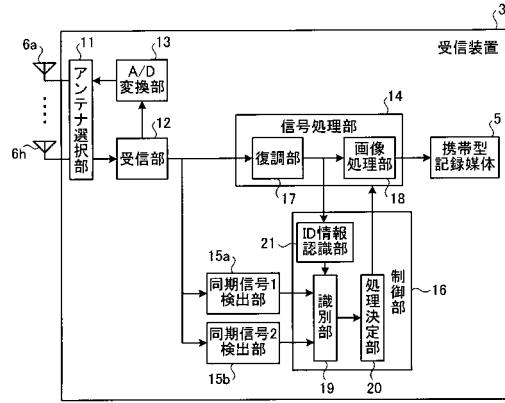 3
受信装置
6a
11
13
アンテナ選択部
A/D
変換部
12
受信部
6h
14
信号処理部
復調部
17
画像
処理部
18
5
携帯型
記録媒体
21
ID情報
認識部
15a
同期信号1
検出部
同期信号2
検出部
15b
識別部
19
処理決定部
20
制御部
16